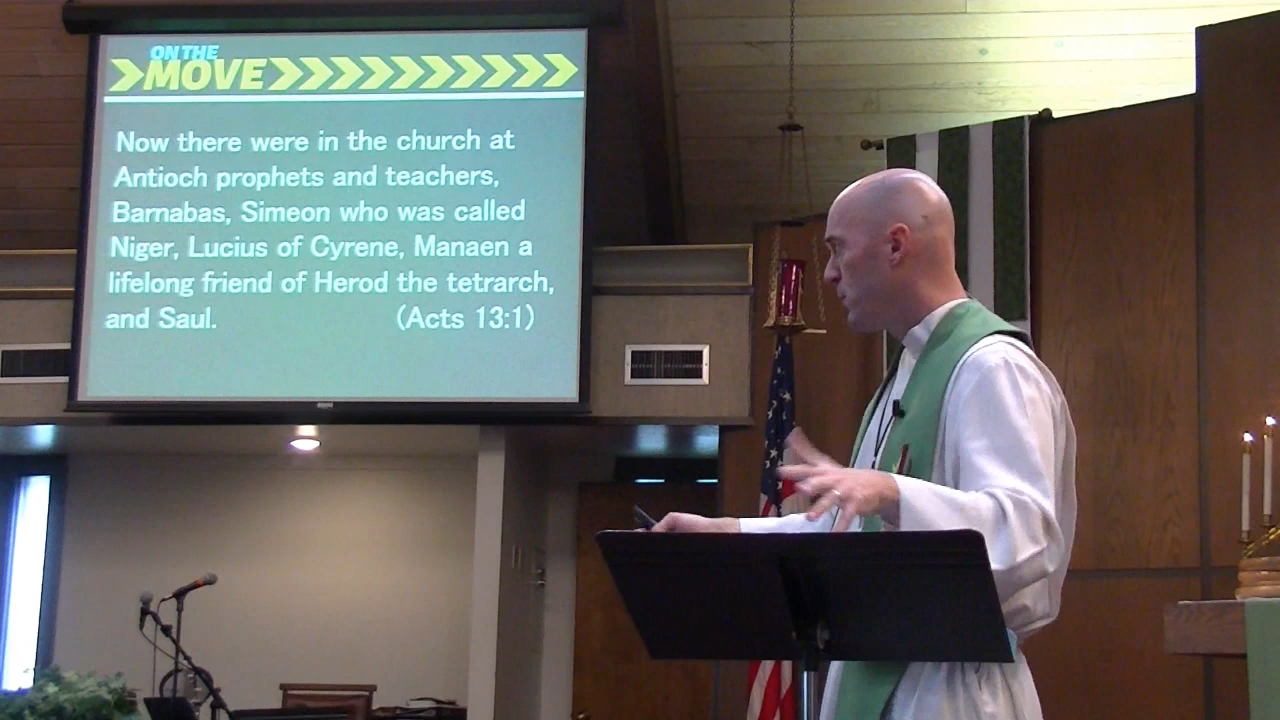 ON THE
MOVE
Now there were in the church at
Antioch prophets and teachers,
Barnabas, Simeon who was called
Niger, Lucius of Cyrene, Manaen a
lifelong friend of Herod the tetrarch,
and Saul. (Acts 13:1)